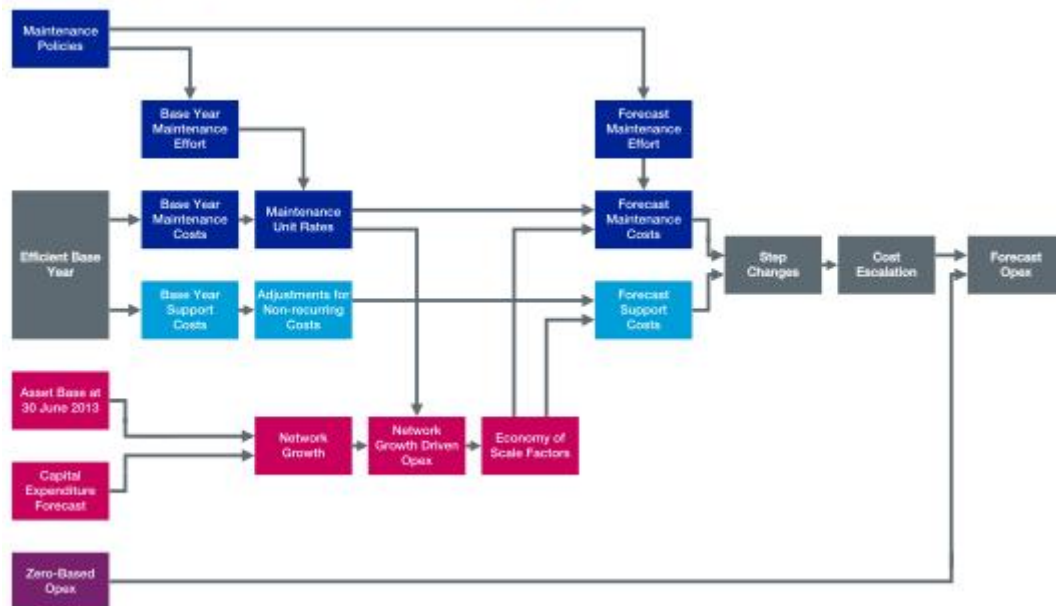 Maintenance
Policies
Base Year
Maintenance
Effort
Forecast
Maintenance
Effort
Efficient Base
Year
Base Year
Maintenance
Costs
Maintenance
Unit Rates
Forecast
Maintenance
Costs
Step
Changes
Cost
Escalation
Forecast
Opex
Base Year
Support
Costs
Adjustments for
Non-recurring
Costs
Forecast
Support
Costs
Asset Base at
30 June 2013
Network
Growth
Network
Growth Driven
Opex
Economy of
Scale Factors
Capital
Expenditure
Forecast
Zero-Based
Opex